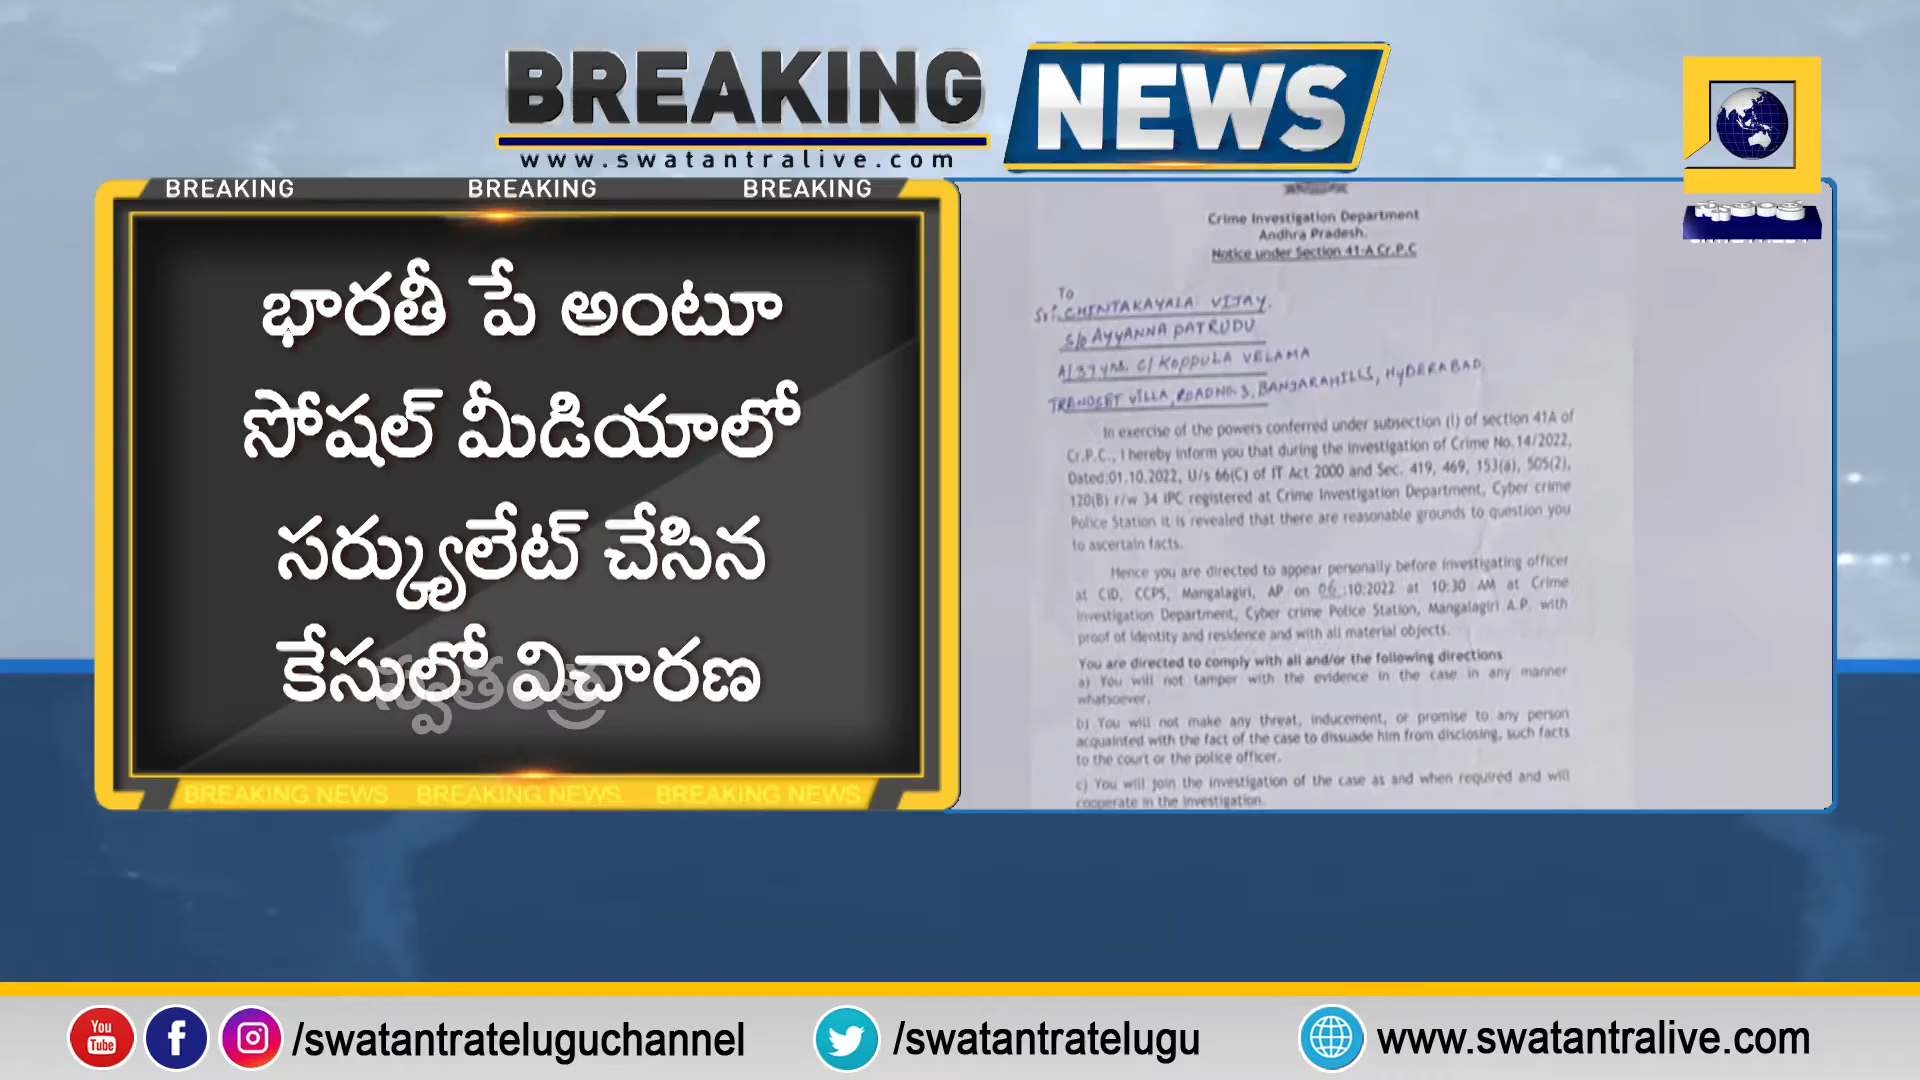 BREAKING NEWS
www.swatantralive.com
BREAKING BREAKING BREAKING
భారతీ పే అంటూ
సోషల్ మీడియాలో
సర్క్యులేట్ చేసిన
కేసులో విచారణ
స్వతంత్ర
BREAKING NEWS BREAKING NEWS BREAKING NEWS
Crime Investigation Department
Andhra Pradesh.
Notice under Section 41-A Cr.P.C
To
Sri. CHINTAKAYALA. VIJAY.
S/o AYYANNA PATRUDU
A/37 yrs. C/ KOPPULA VELAMA
TRENDSET VILLA, ROADNO-3, BANJARAHILLS, HYDERABAD.
In exercise of the powers conferred under subsection (i) of section 41A of
Cr.P.C., I hereby inform you that during the investigation of Crime No.14/2022,
Dated:01.10.2022, U/s 66(C) of IT Act 2000 and Sec. 419, 469, 153(a), 505(2),
120(B) r/w 34 IPC registered at Crime Investigation Department, Cyber crime
Police Station it is revealed that there are reasonable grounds to question you
to ascertain facts.
Hence you are directed to appear personally before investigating officer
at CID, CCPS, Mangalagiri, AP on 06:10:2022 at 10:30 AM at Crime
Investigation Department, Cyber crime Police Station, Mangalagiri A.P. with
proof of identity and residence and with all material objects.
You are directed to comply with all and/or the following directions
a) You will not tamper with the evidence in the case in any manner
whatsoever.
b) You will not make any threat, inducement, or promise to any person
acquainted with the fact of the case to dissuade him from disclosing, such facts
to the court or the police officer.
c) You will join the investigation of the case as and when required and will
cooperate in the investigation.
You Tube /swatantrateluguchannel /swatantratelugu www.swatantralive.com